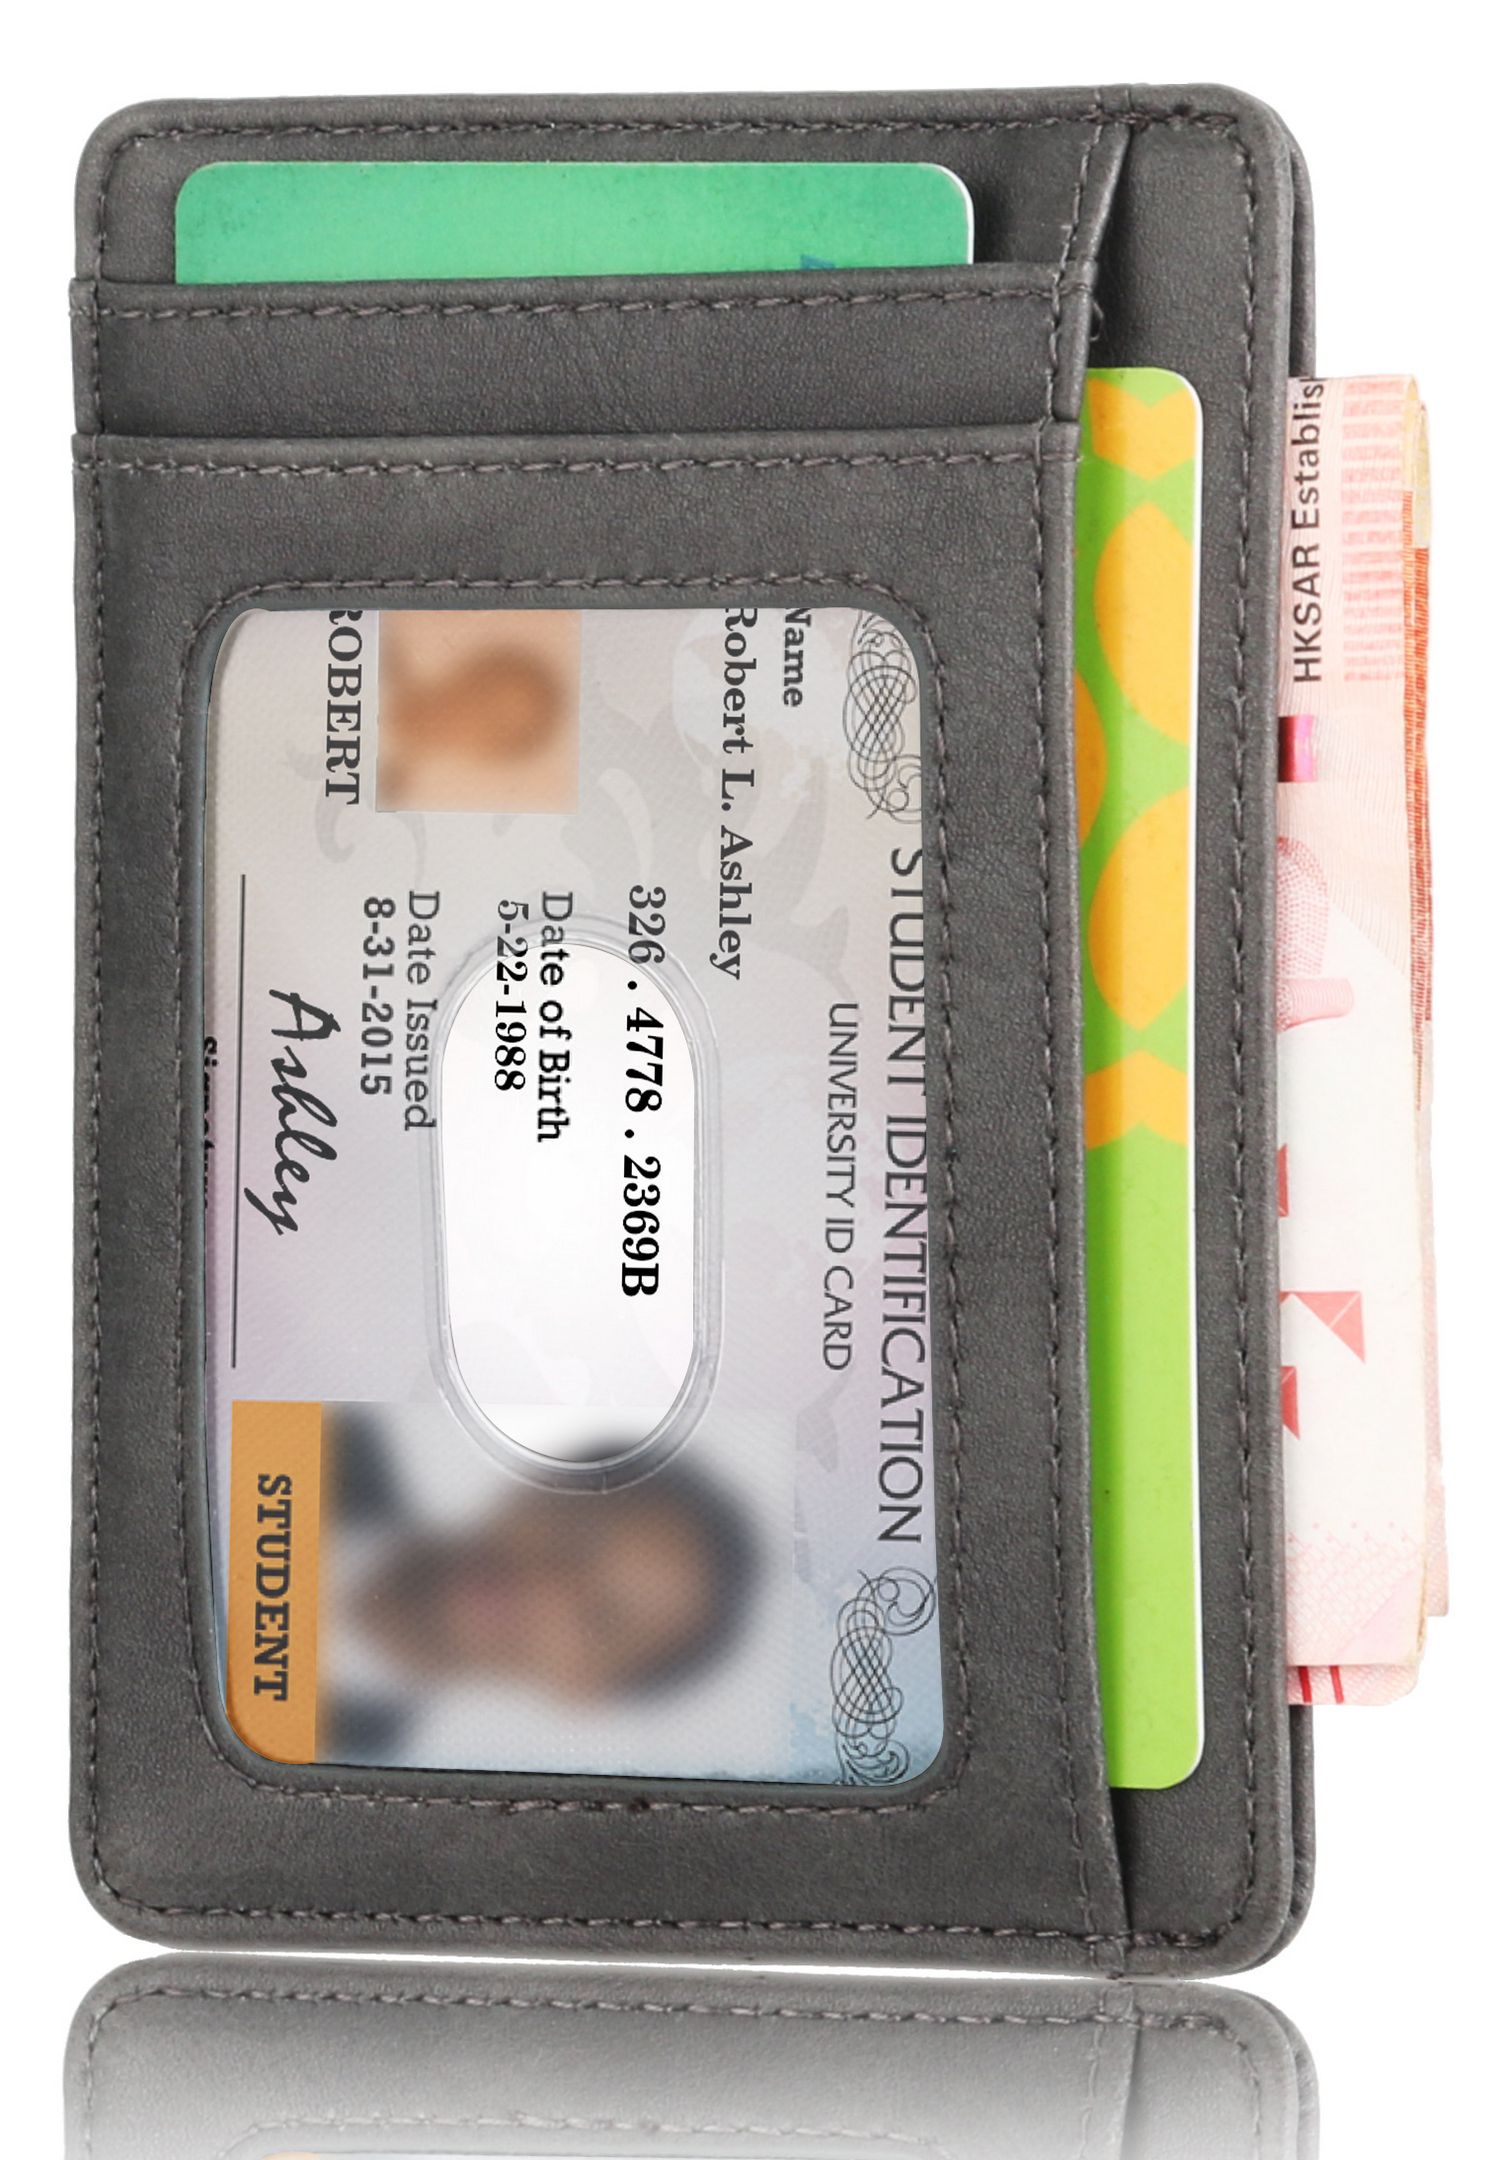 STUDENT IDENTIFICATION
UNIVERSITY ID CARD
Name
Robert L. Ashley
326 . 4778 . 2369B
Date of Birth
5-22-1988
Date Issued
8-31-2015
ROBERT
Ashley
STUDENT
HKSAR Establish